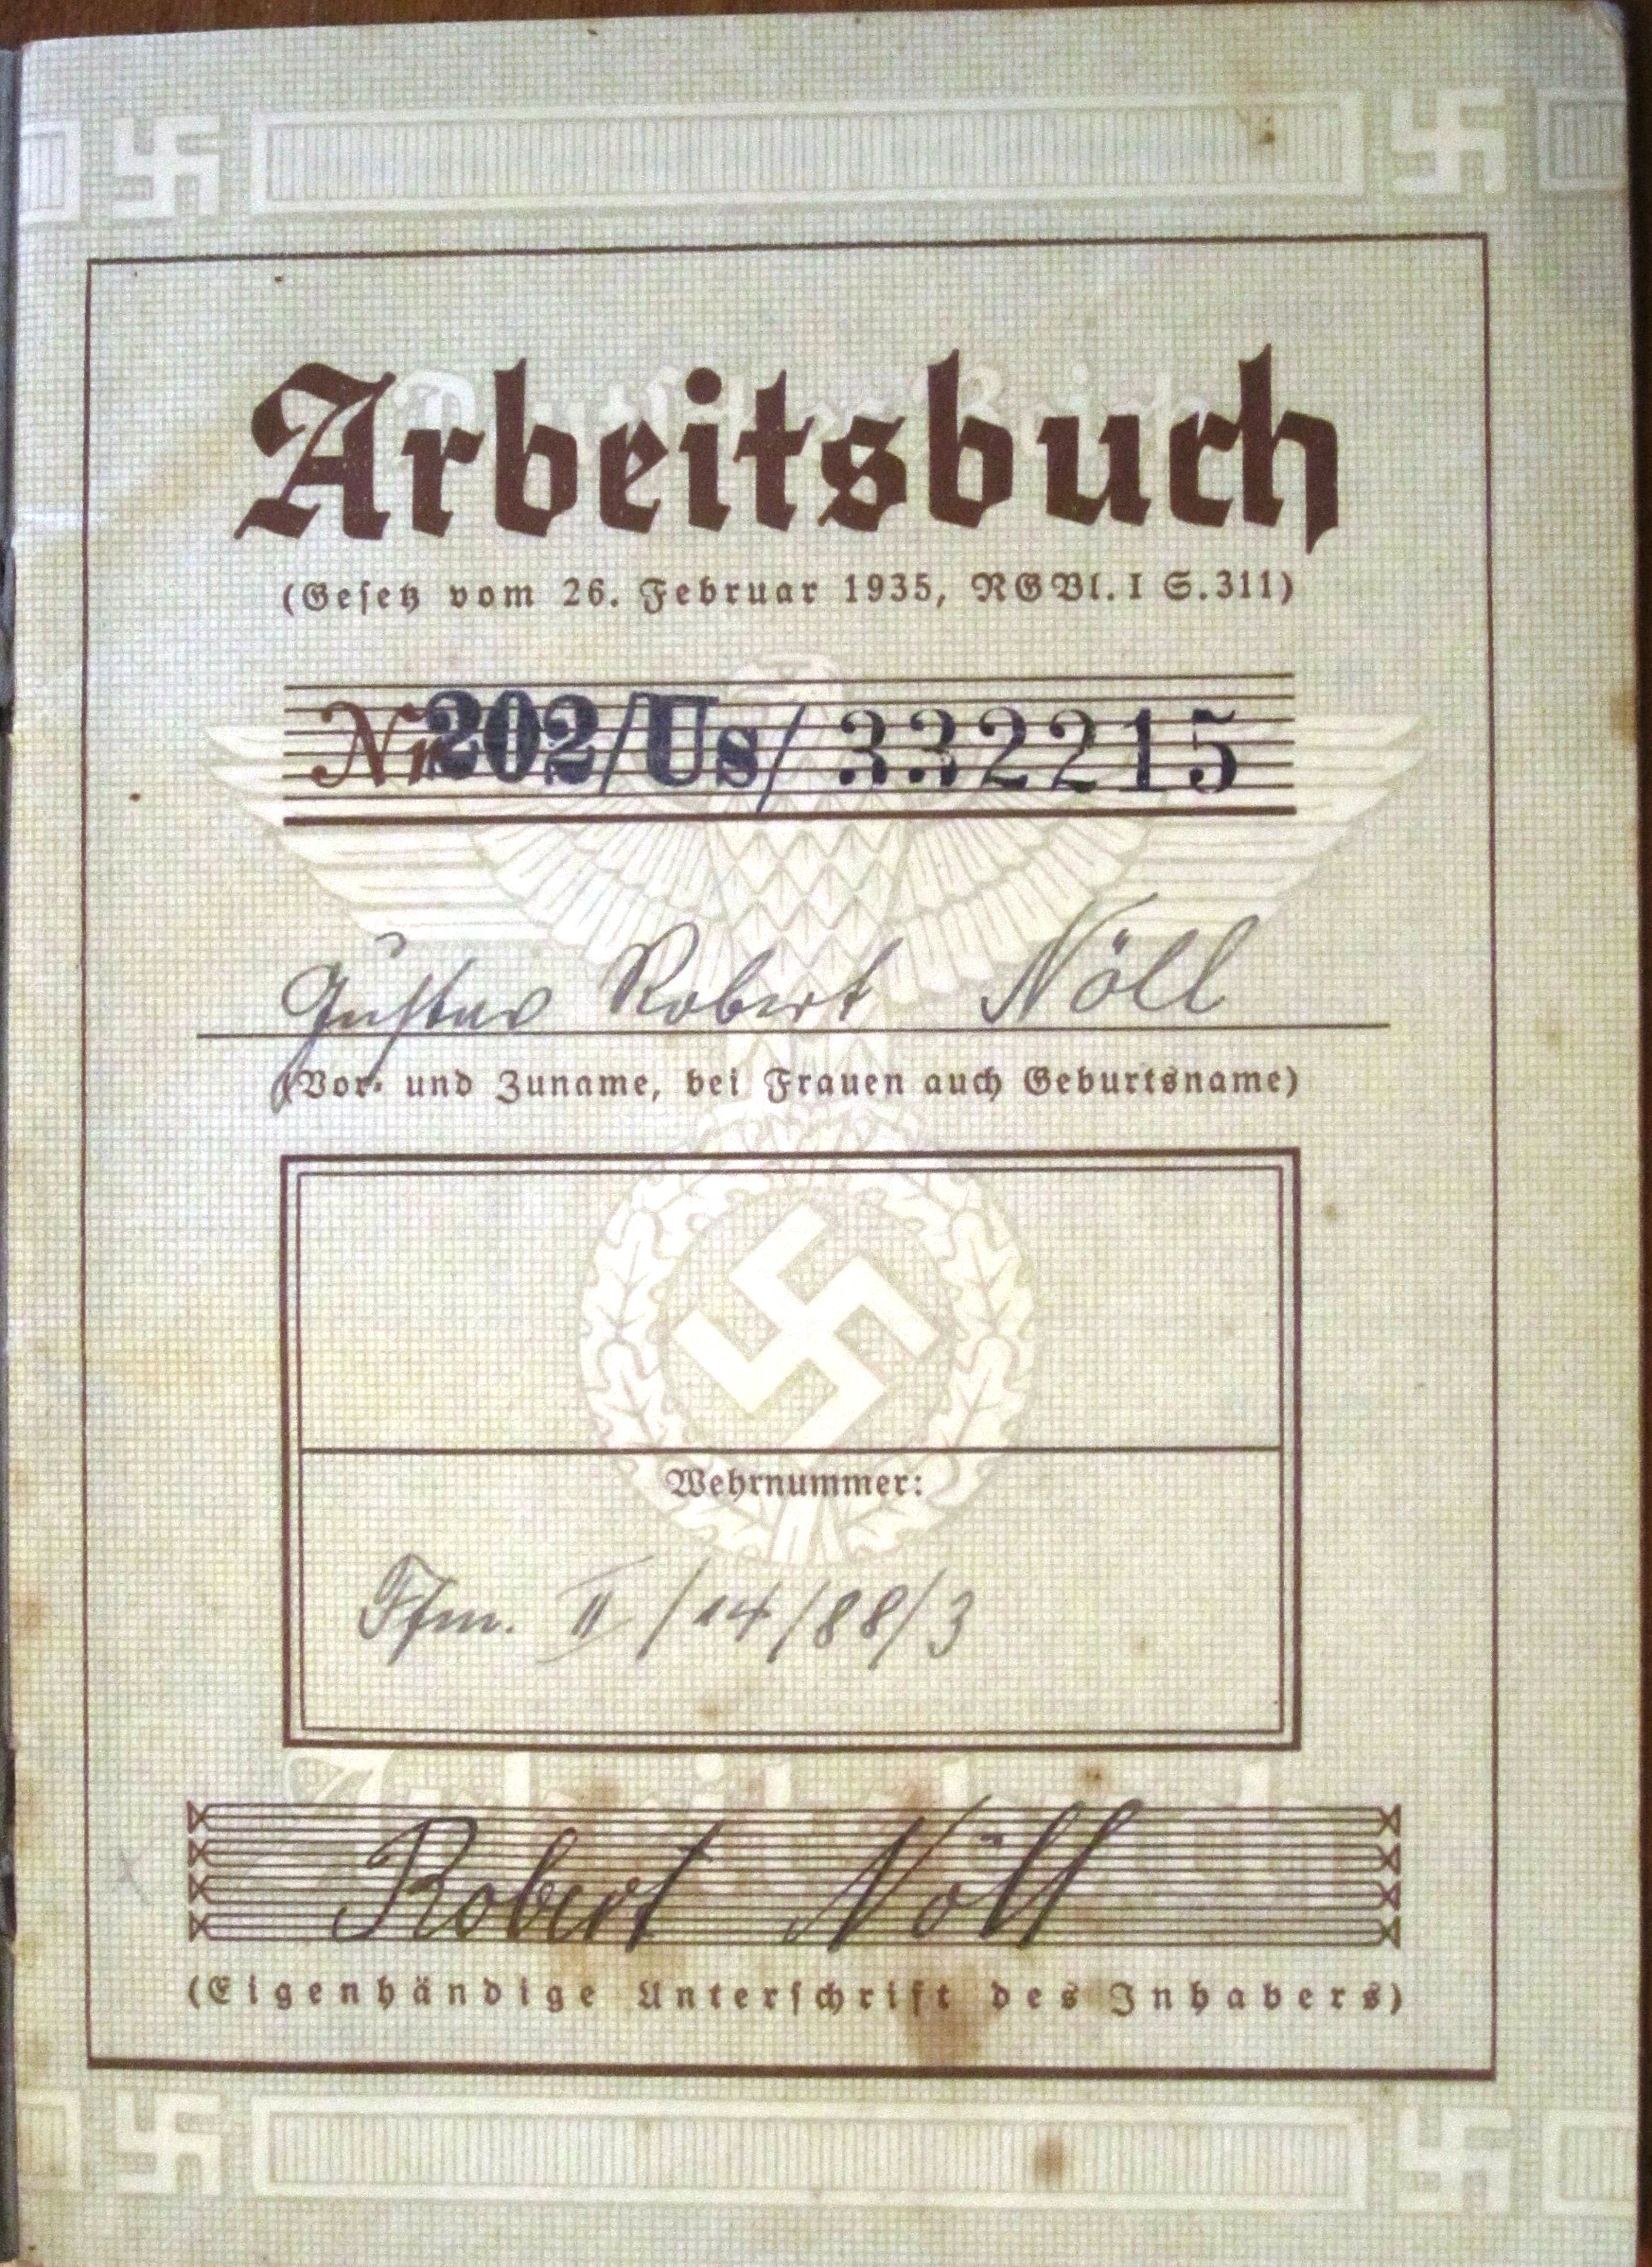 Arbeitsbuch
(Gesetz vom 26. Februar 1935, RGBl. I S. 311)
Nr. 202/Us/ 332215
Gustav Robert Nöll
(Vor- und Zuname, bei Frauen auch Geburtsname)
Wehrnummer:
Ffm. II / 14 / 88 / 3
Robert Nöll
(Eigenhändige Unterschrift des Inhabers)